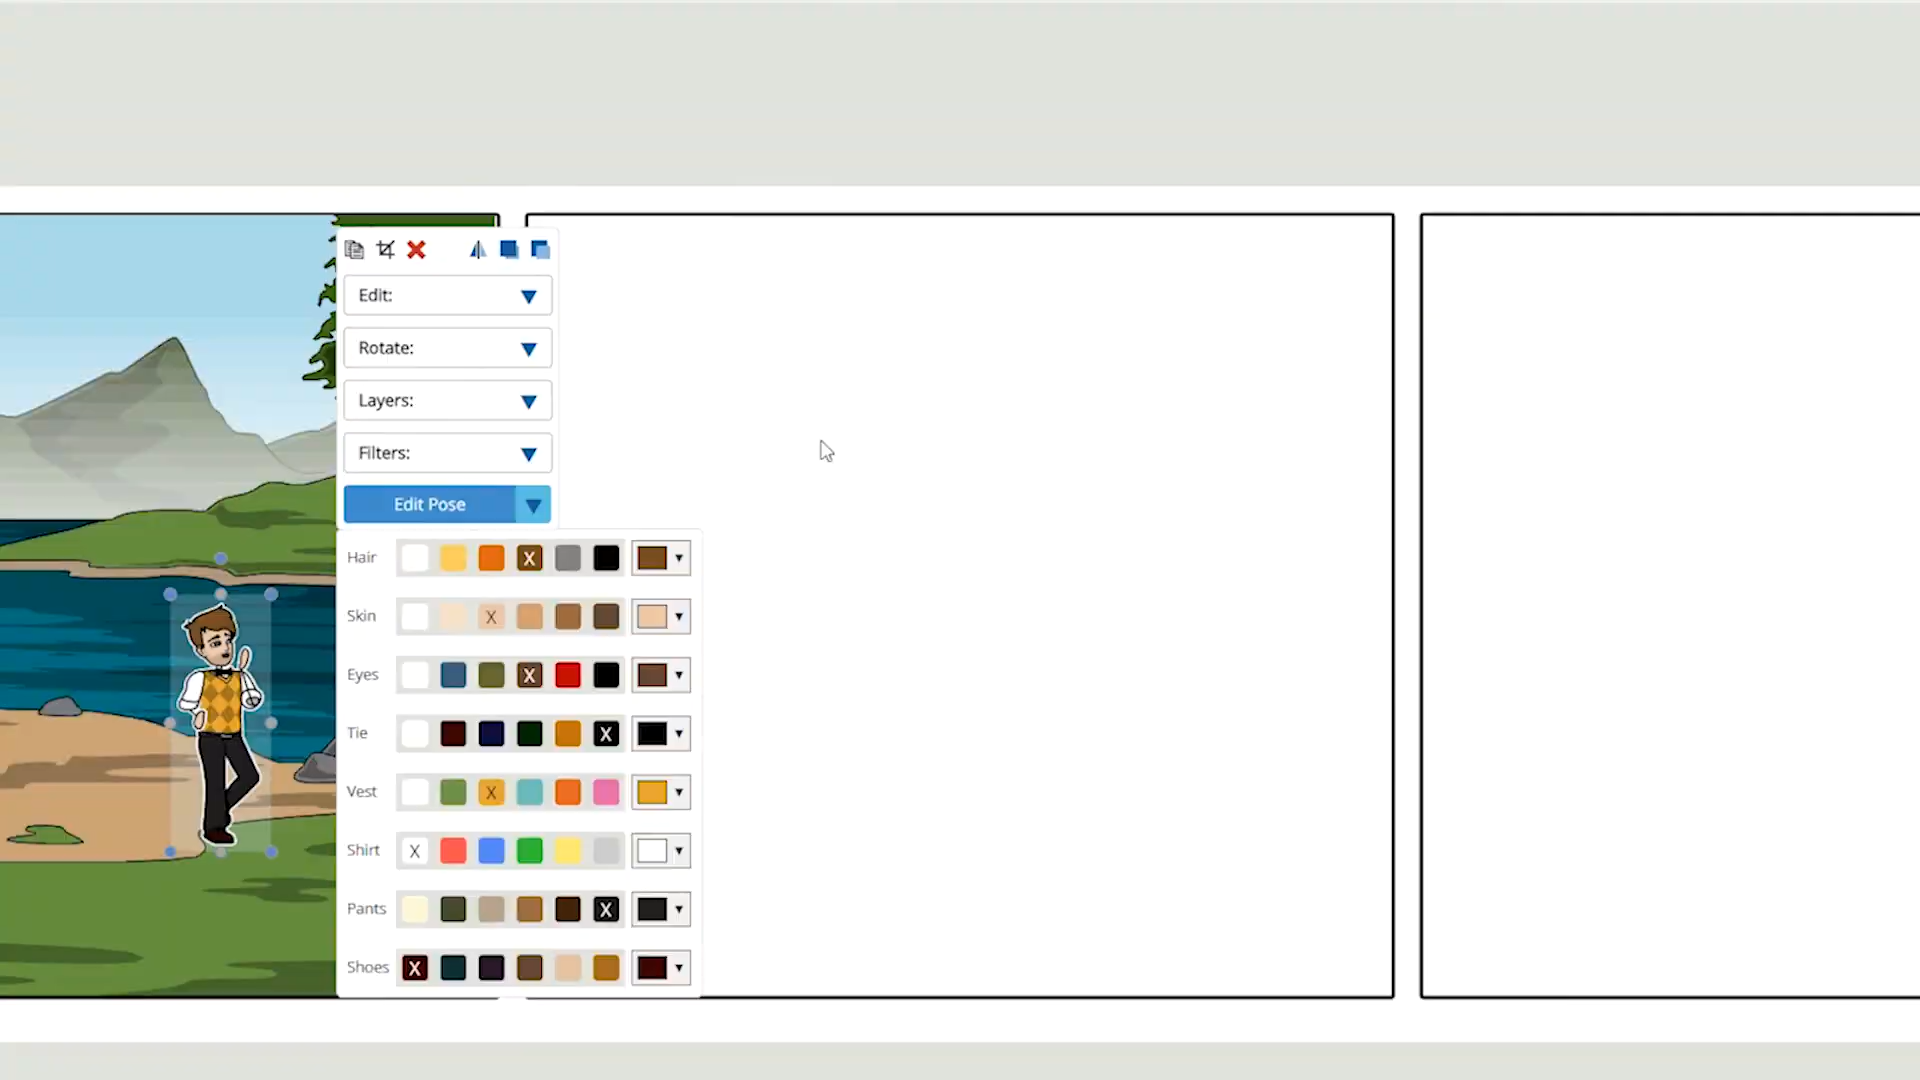 Edit:
Rotate:
Layers:
Filters:
Edit Pose
Hair X
Skin X
Eyes X
Tie X
Vest X
Shirt X
Pants X
Shoes X